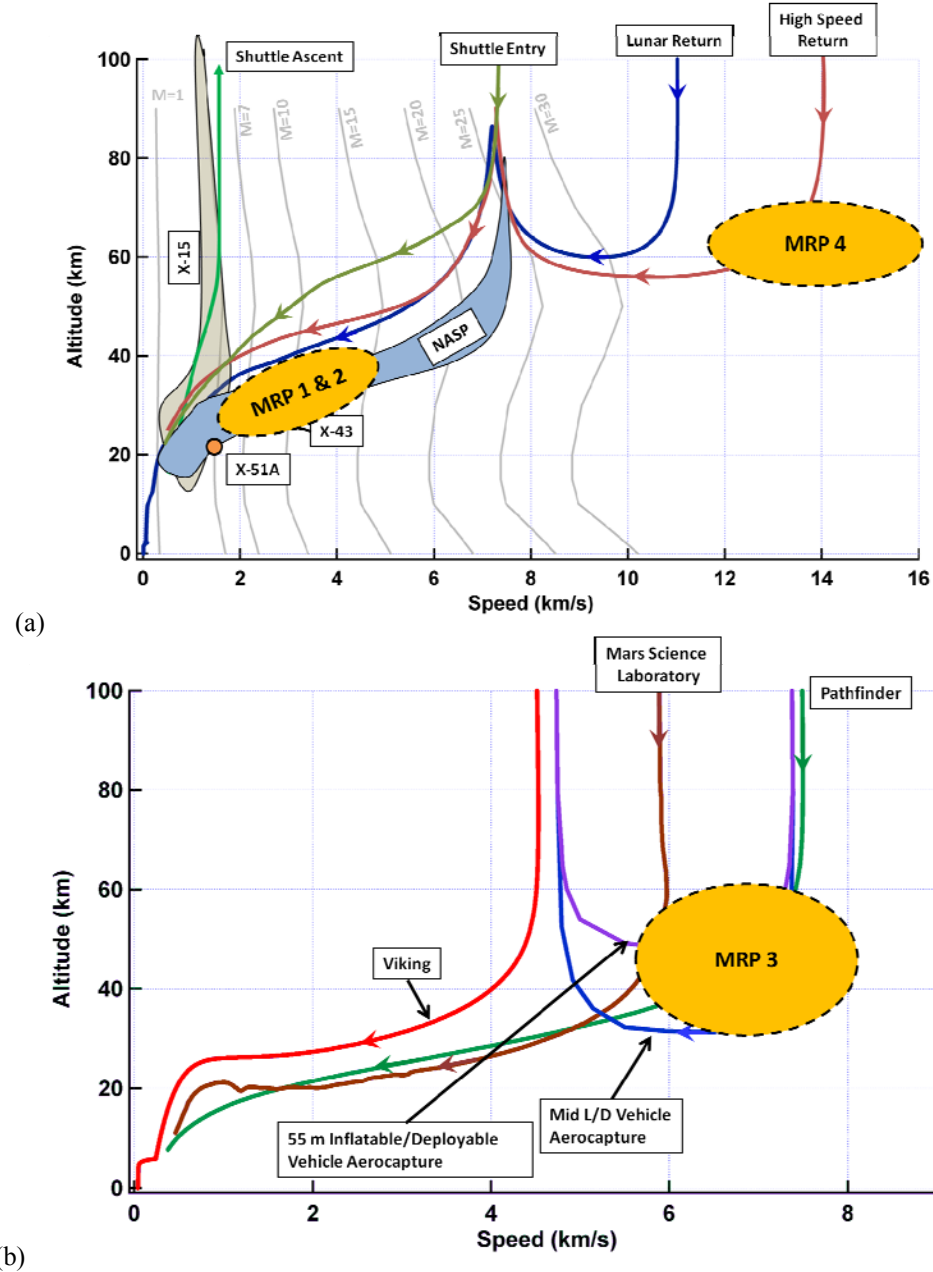 High Speed
Return
Lunar Return
Shuttle Entry
Shuttle Ascent
100
80
60
40
20
0
Altitude (km)
M=1
M=7
M=10
M=15
M=20
M=25
M=30
X-15
MRP 4
NASP
MRP 1 & 2
X-43
X-51A
0
2
4
6
8
10
12
14
16
Speed (km/s)
(a)
Mars Science
Laboratory
Pathfinder
100
80
60
40
20
0
Altitude (km)
Viking
MRP 3
55 m Inflatable/Deployable
Vehicle Aerocapture
Mid L/D Vehicle
Aerocapture
2
4
6
8
Speed (km/s)
(b)